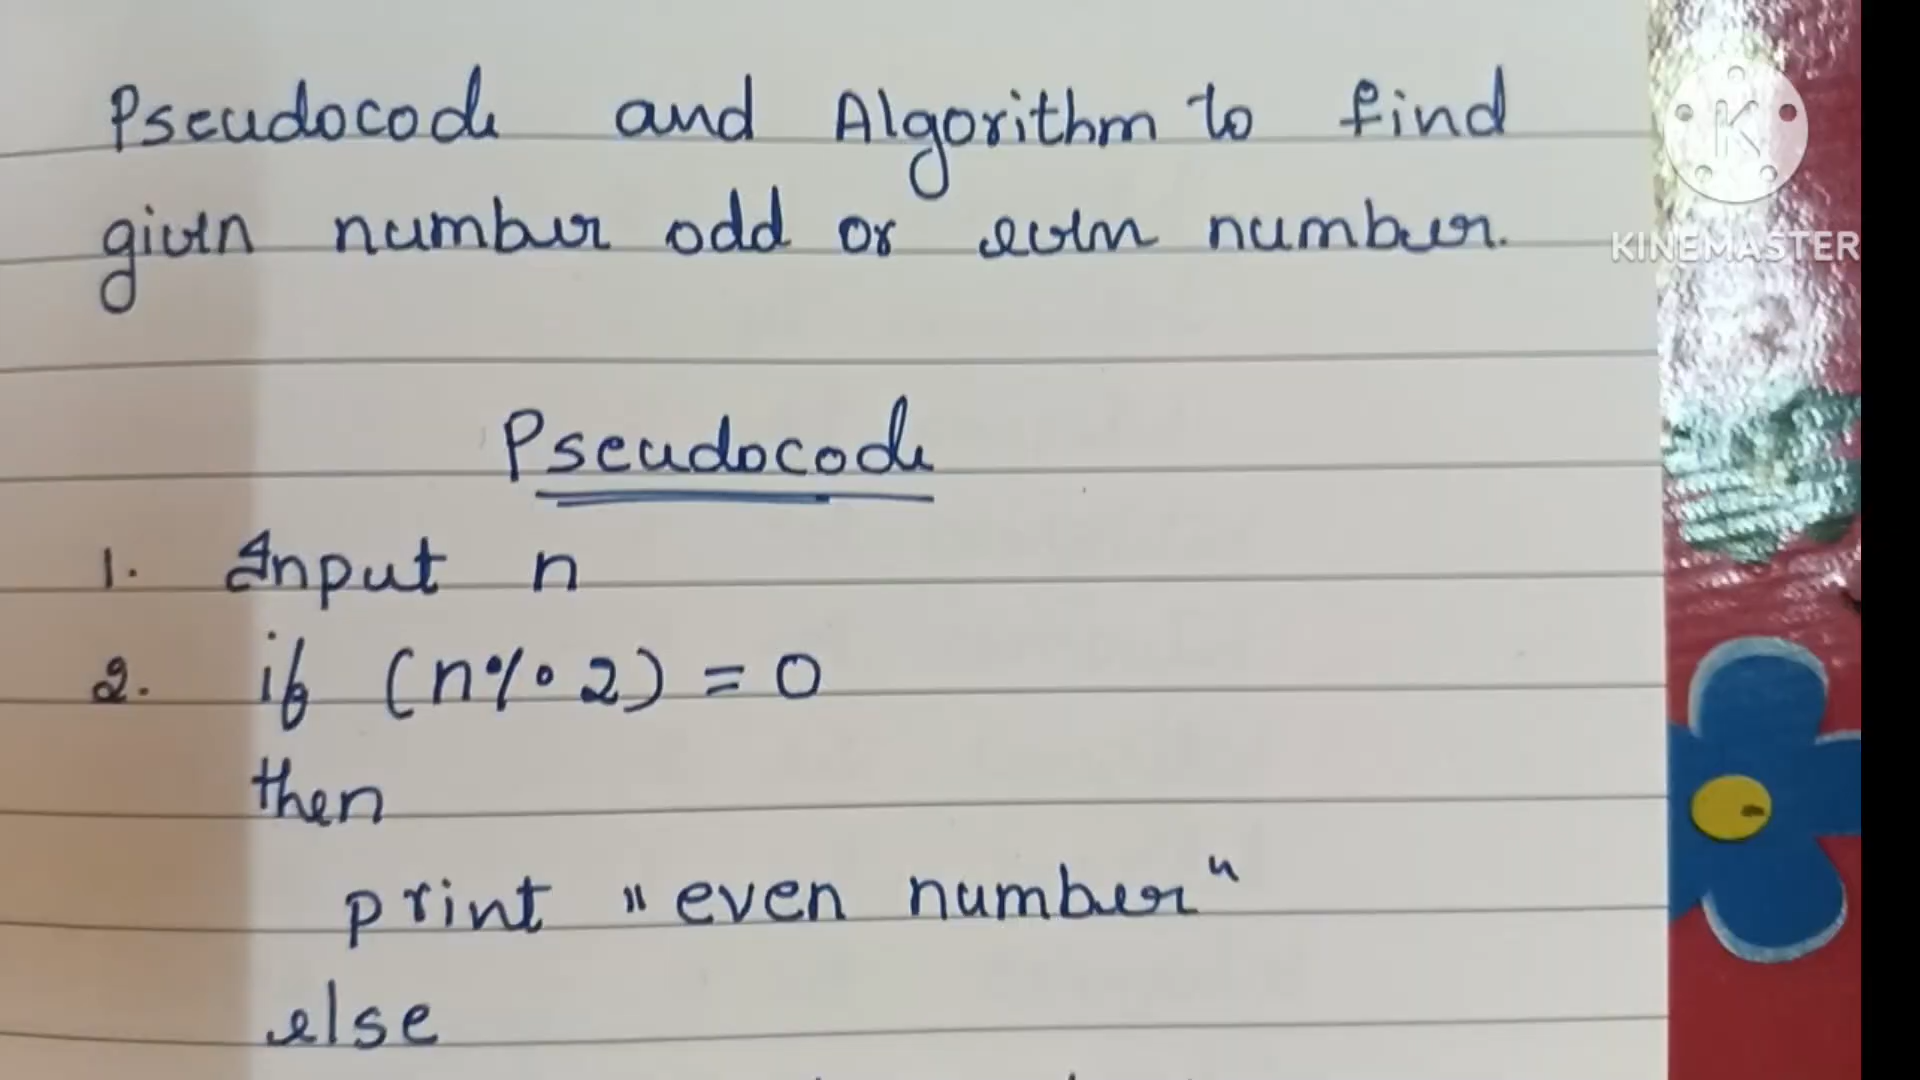 Pseudocode and Algorithm to find
given number odd or even number.
Pseudocode
1. Input n
2. if (n%2) = 0
then
print "even number"
else
KINEMASTER